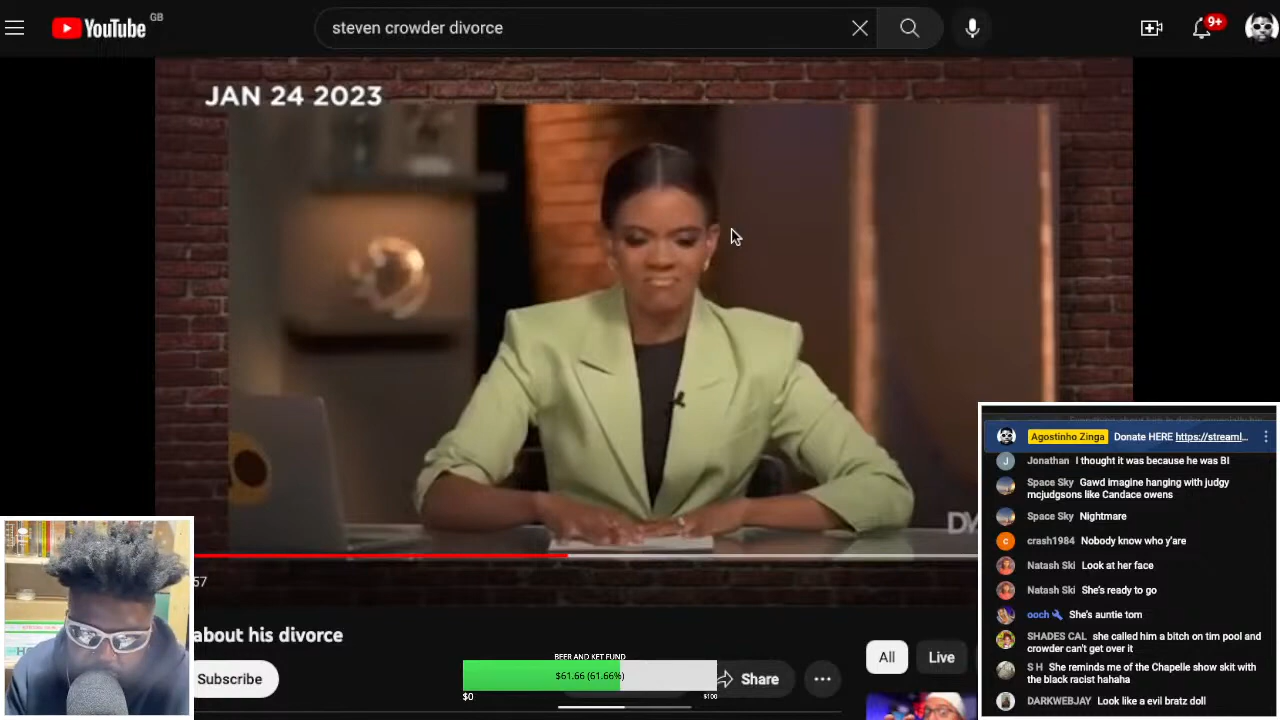 YouTube GB
steven crowder divorce
9+
JAN 24 2023
DW
57
about his divorce
Subscribe
BEER AND KET FUND
$61.66 (61.66%)
$0
$100
Share
All
Live
Agostinho Zinga Donate HERE https://streaml...
Jonathan I thought it was because he was BI
Space Sky Gawd imagine hanging with judgy
mcjudgsons like Candace owens
Space Sky Nightmare
crash1984 Nobody know who y'are
Natash Ski Look at her face
Natash Ski She's ready to go
ooch She's auntie tom
SHADES CAL she called him a bitch on tim pool and
crowder can't get over it
S H She reminds me of the Chapelle show skit with
the black racist hahaha
DARKWEBJAY Look like a evil bratz doll